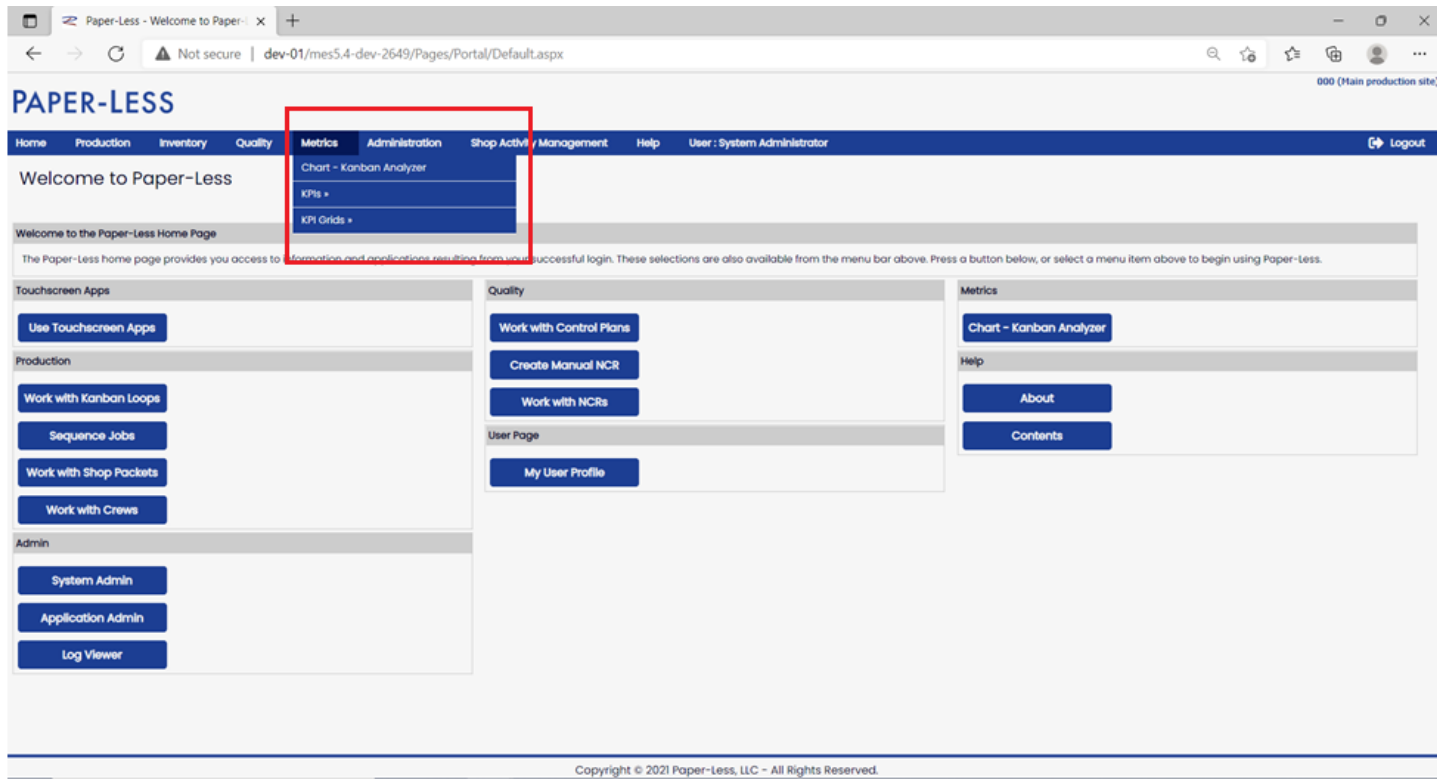 Paper-Less - Welcome to Paper-
Not secure | dev-01/mes5.4-dev-2649/Pages/Portal/Default.aspx
000 (Main production site)
PAPER-LESS
Home Production Inventory Quality Metrics Administration Shop Activity Management Help User : System Administrator Logout
Chart - Kanban Analyzer
KPIs »
KPI Grids »
Welcome to Paper-Less
Welcome to the Paper-Less Home Page
The Paper-Less home page provides you access to information and applications resulting from your successful login. These selections are also available from the menu bar above. Press a button below, or select a menu item above to begin using Paper-Less.
Touchscreen Apps
Use Touchscreen Apps
Production
Work with Kanban Loops
Sequence Jobs
Work with Shop Packets
Work with Crews
Admin
System Admin
Application Admin
Log Viewer
Quality
Work with Control Plans
Create Manual NCR
Work with NCRs
User Page
My User Profile
Metrics
Chart - Kanban Analyzer
Help
About
Contents
Copyright © 2021 Paper-Less, LLC - All Rights Reserved.